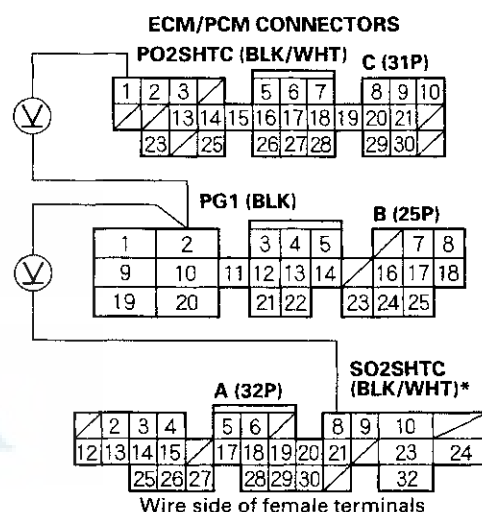 ECM/PCM CONNECTORS
PO2SHTC (BLK/WHT)
C (31P)
1 2 3 5 6 7 8 9 10
13 14 15 16 17 18 19 20 21
23 25 26 27 28 29 30
V
PG1 (BLK)
B (25P)
1 2 3 4 5 7 8
9 10 11 12 13 14 16 17 18
19 20 21 22 23 24 25
V
SO2SHTC
(BLK/WHT)*
A (32P)
2 3 4 5 6 8 9 10
12 13 14 15 17 18 19 20 21 23 24
25 26 27 28 29 30 32
Wire side of female terminals